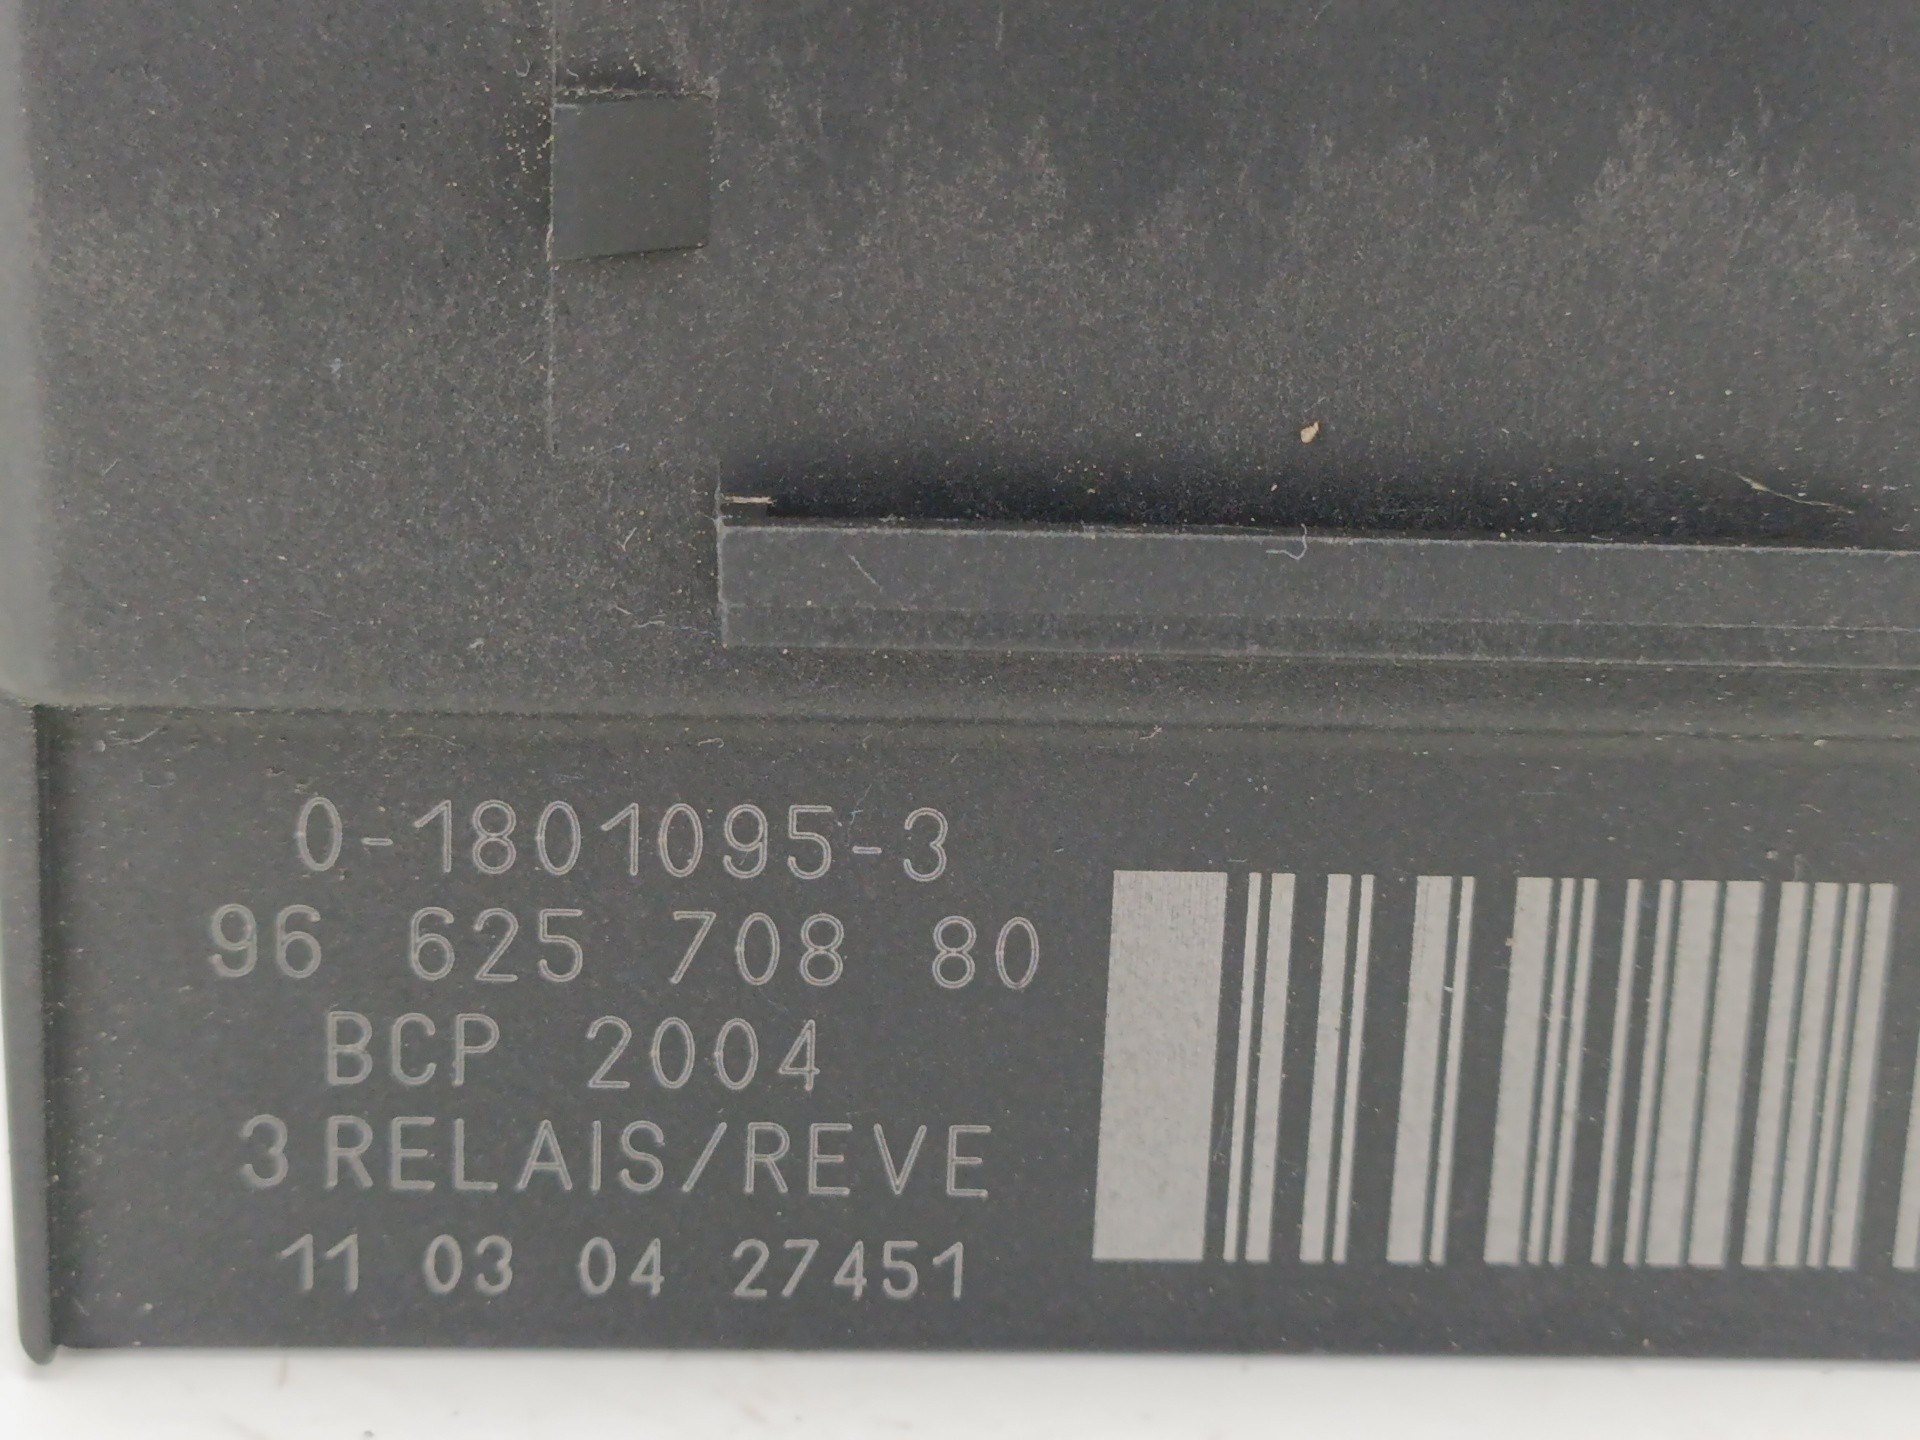 0-1801095-3
96 625 708 80
BCP 2004
3 RELAIS/REVE
11 03 04 27451